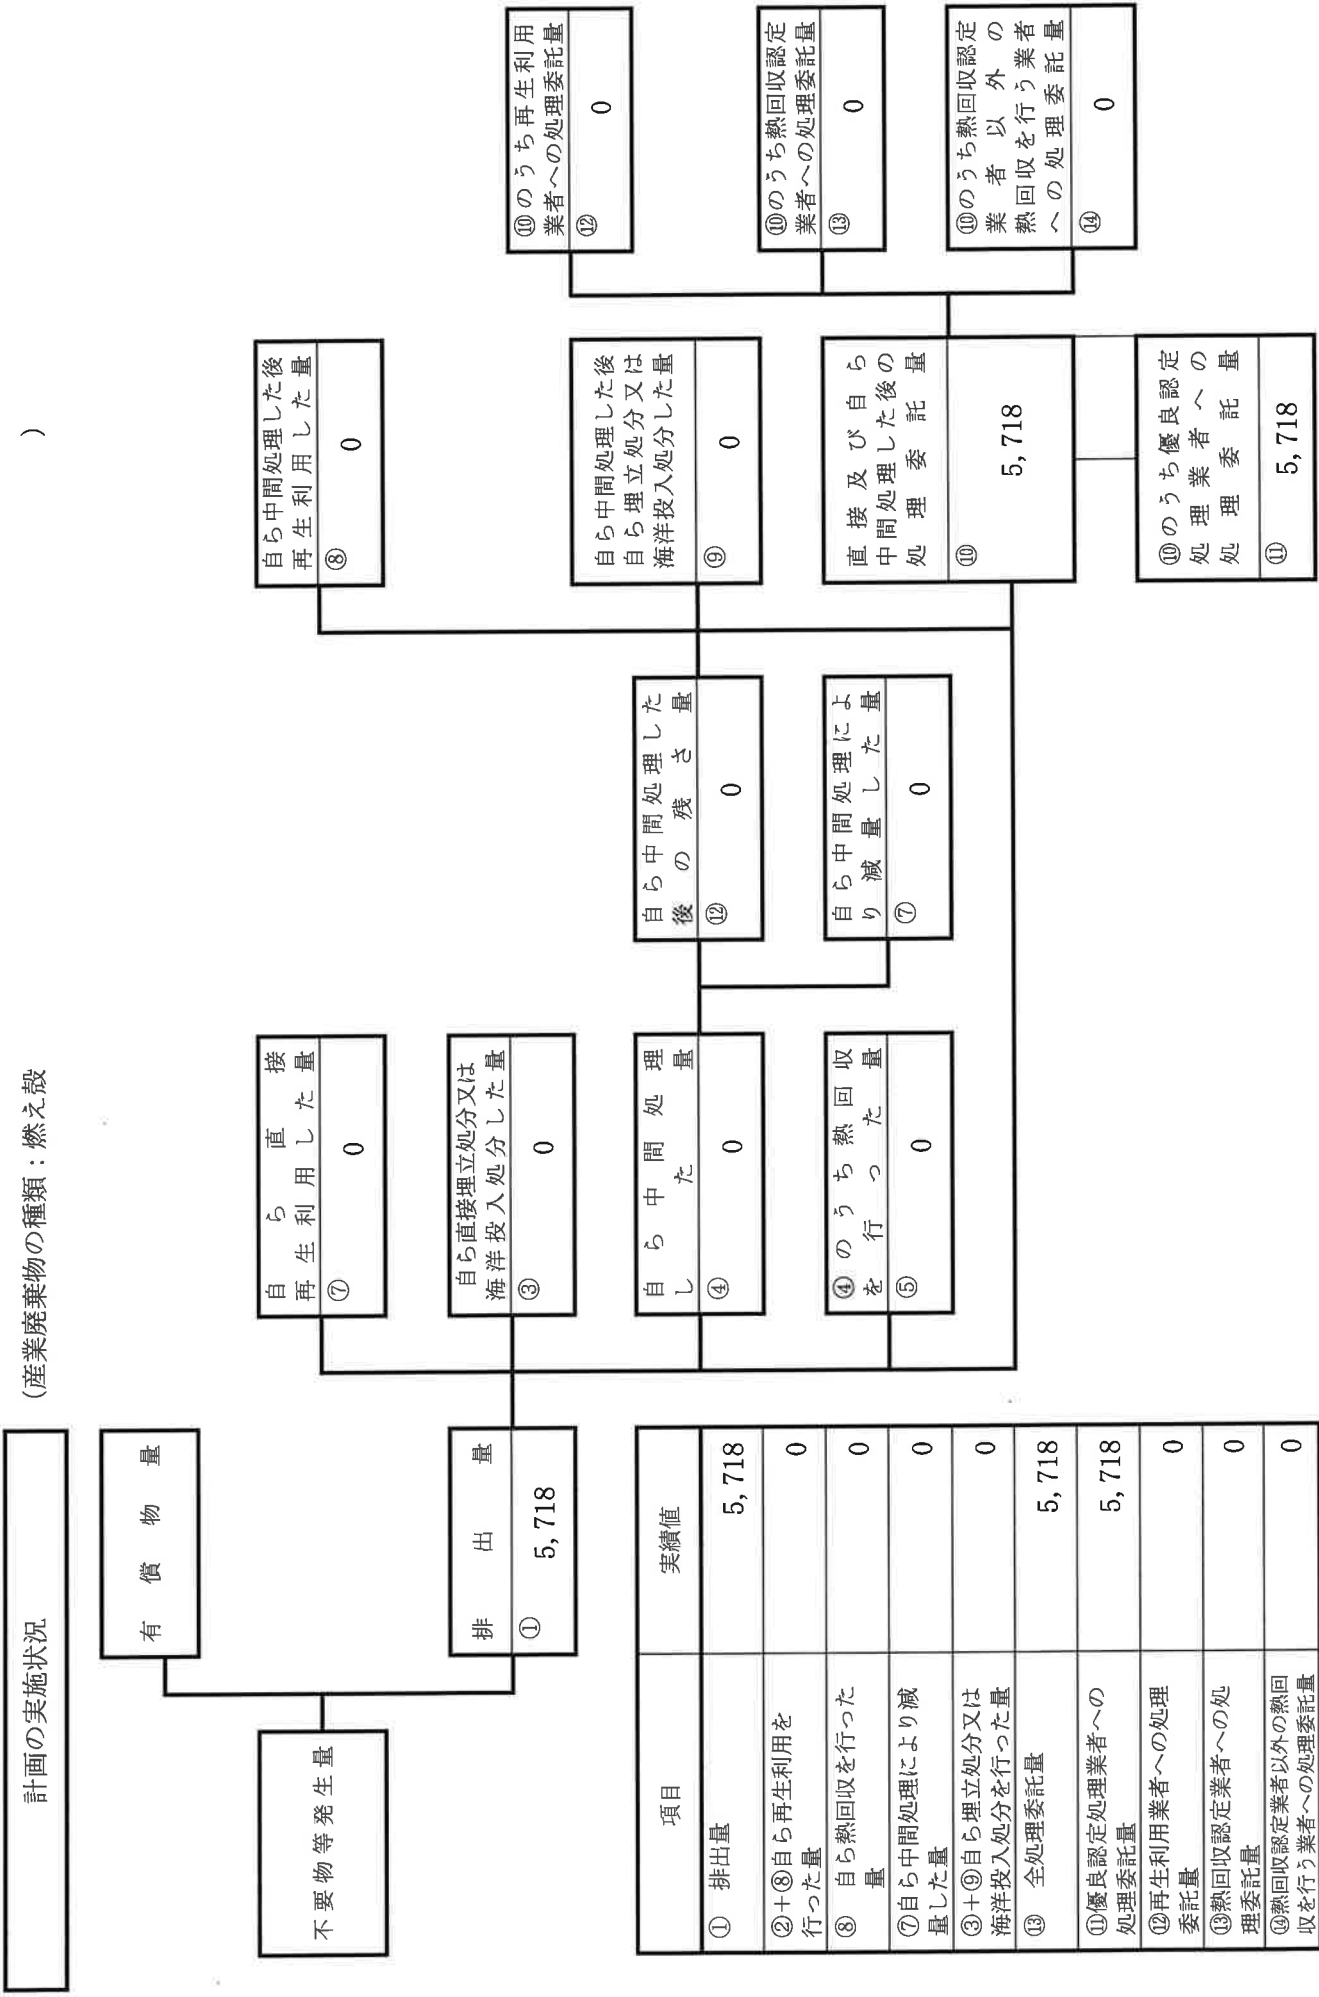 計画の実施状況
(産業廃棄物の種類：燃え殻 )
有償物量
不要物等発生量
排出量
① 5,718
自ら直接
再生利用した量
⑦ 0
自ら直接埋立処分又は
海洋投入処分した量
③ 0
自ら中間処理
した量
④ 0
④のうち熱回収
を行った量
⑤ 0
自ら中間処理した
後の残さ量
⑫ 0
自ら中間処理によ
り減量した量
⑦ 0
自ら中間処理した後
再生利用した量
⑧ 0
自ら中間処理した後
自ら埋立処分又は
海洋投入処分した量
⑨ 0
直接及び自ら
中間処理した後の
処理委託量
⑩ 5,718
⑩のうち優良認定
処理業者への
処理委託量
⑪ 5,718
⑩のうち再生利用
業者への処理委託量
⑫ 0
⑩のうち熱回収認定
業者への処理委託量
⑬ 0
⑩のうち熱回収認定
業者以外の
熱回収を行う業者
への処理委託量
⑭ 0
項目 実績値
① 排出量 5,718
②＋⑧自ら再生利用を
行った量 0
⑧ 自ら熱回収を行った
量 0
⑦自ら中間処理により減
量した量 0
③＋⑨自ら埋立処分又は
海洋投入処分を行った量 0
⑬ 全処理委託量 5,718
⑪優良認定処理業者への
処理委託量 5,718
⑫再生利用業者への処理
委託量 0
⑬熱回収認定業者への処
理委託量 0
⑭熱回収認定業者以外の熱回
収を行う業者への処理委託量 0